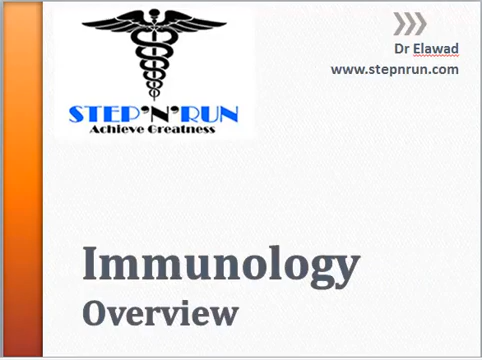 Dr Elawad
www.stepnrun.com
STEP'N'RUN
Achieve Greatness
Immunology
Overview